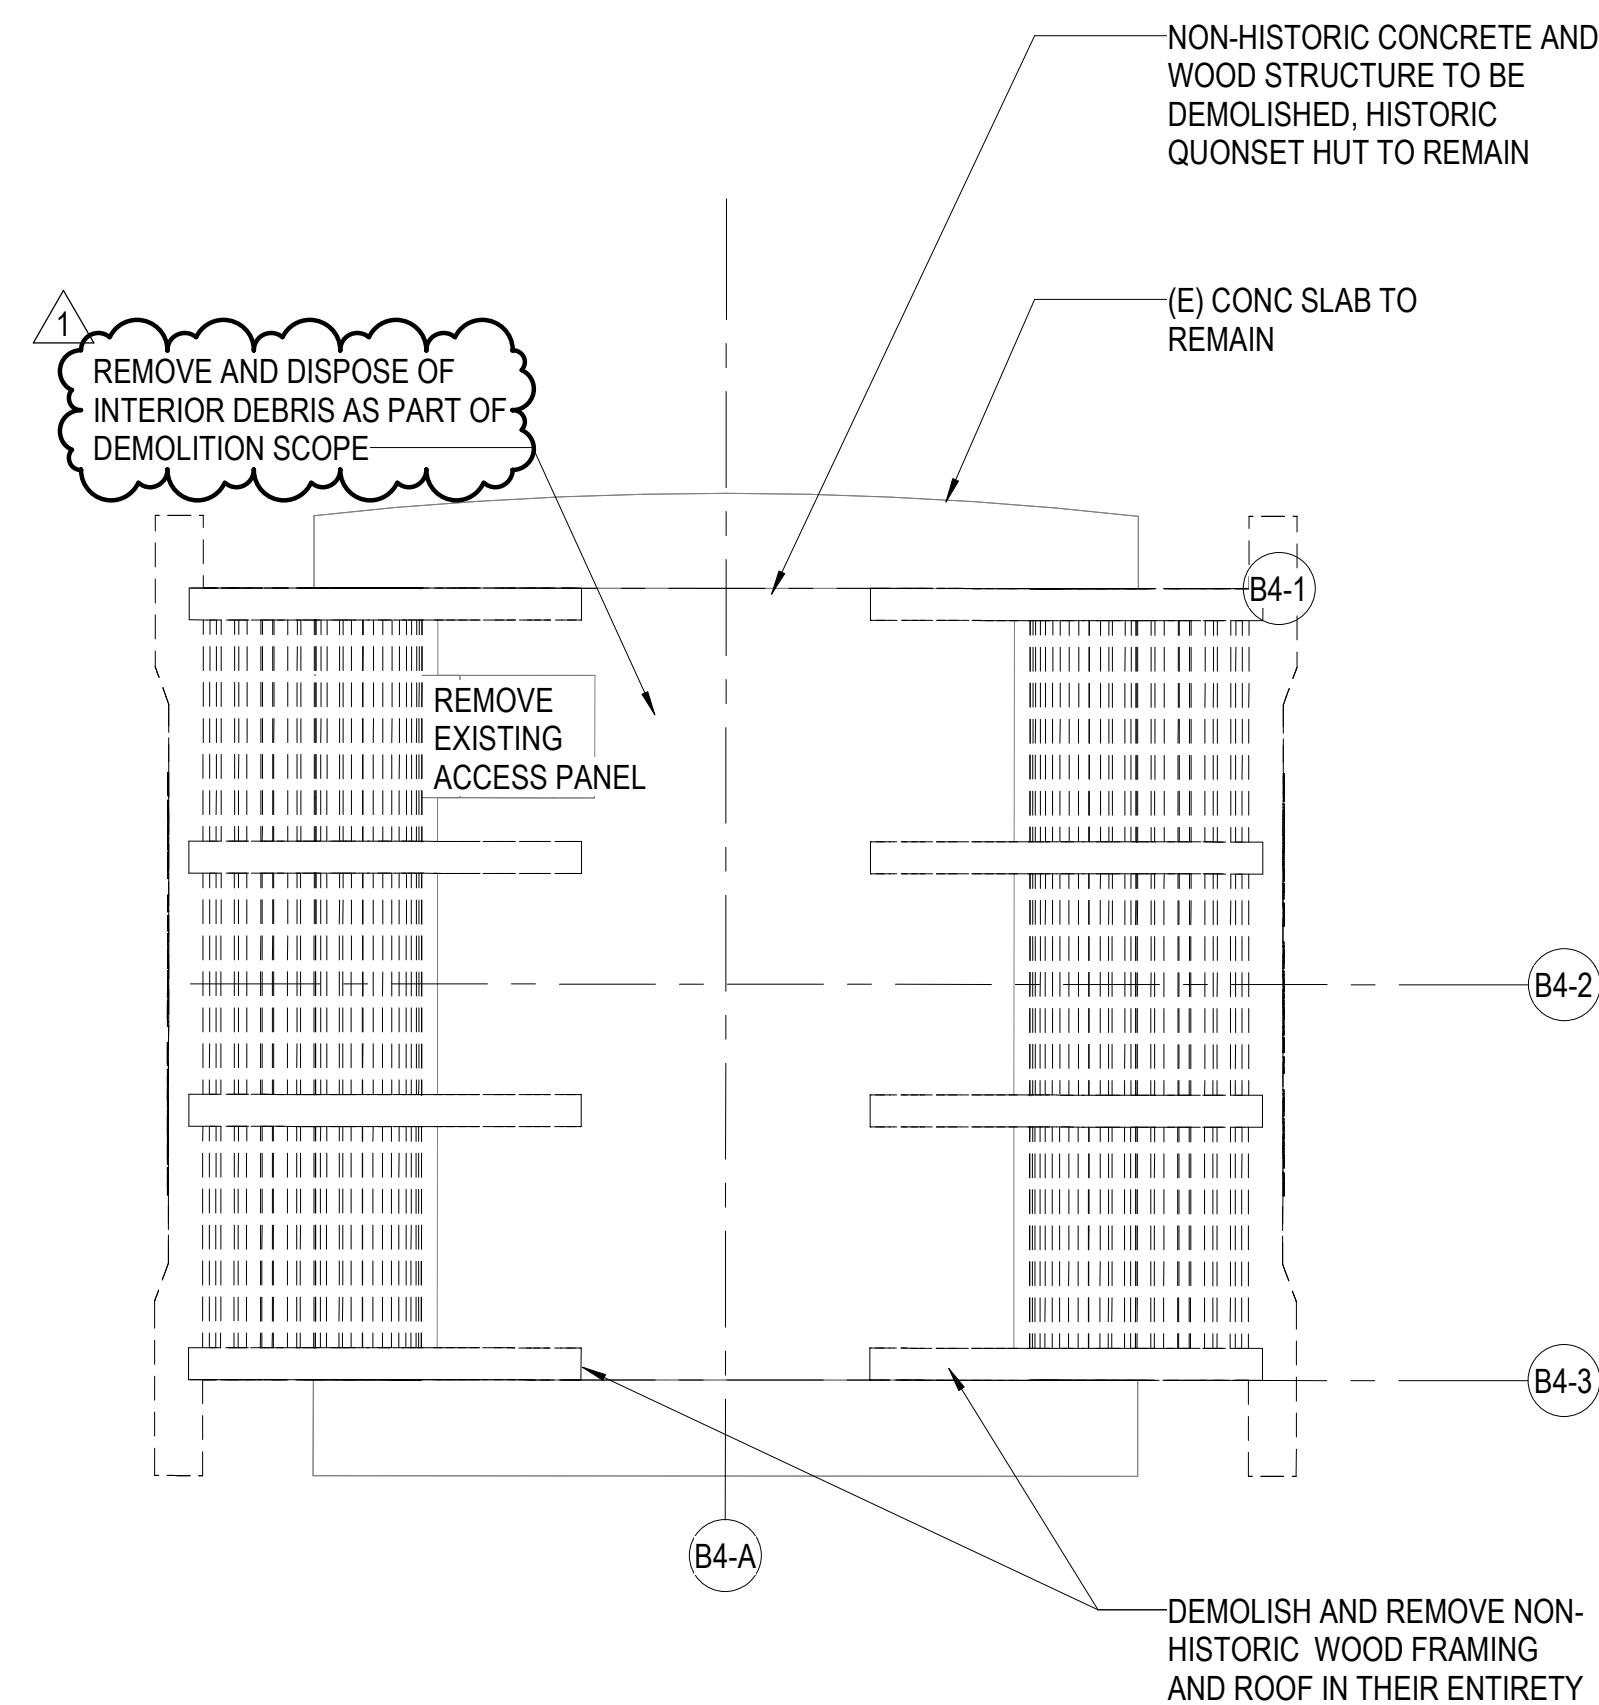 NON-HISTORIC CONCRETE AND
WOOD STRUCTURE TO BE
DEMOLISHED, HISTORIC
QUONSET HUT TO REMAIN
(E) CONC SLAB TO
REMAIN
1
REMOVE AND DISPOSE OF
INTERIOR DEBRIS AS PART OF
DEMOLITION SCOPE
B4-1
REMOVE
EXISTING
ACCESS PANEL
B4-2
B4-3
B4-A
DEMOLISH AND REMOVE NON-
HISTORIC WOOD FRAMING
AND ROOF IN THEIR ENTIRETY